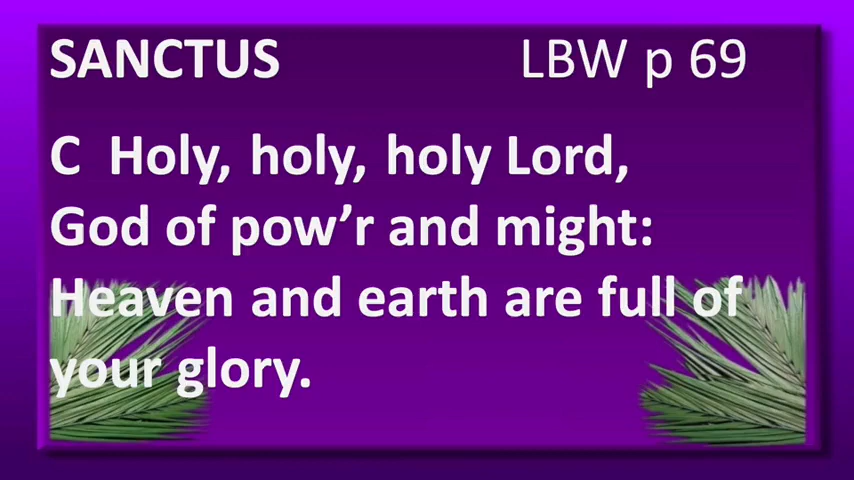 SANCTUS LBW p 69
C Holy, holy, holy Lord,
God of pow’r and might:
Heaven and earth are full of
your glory.